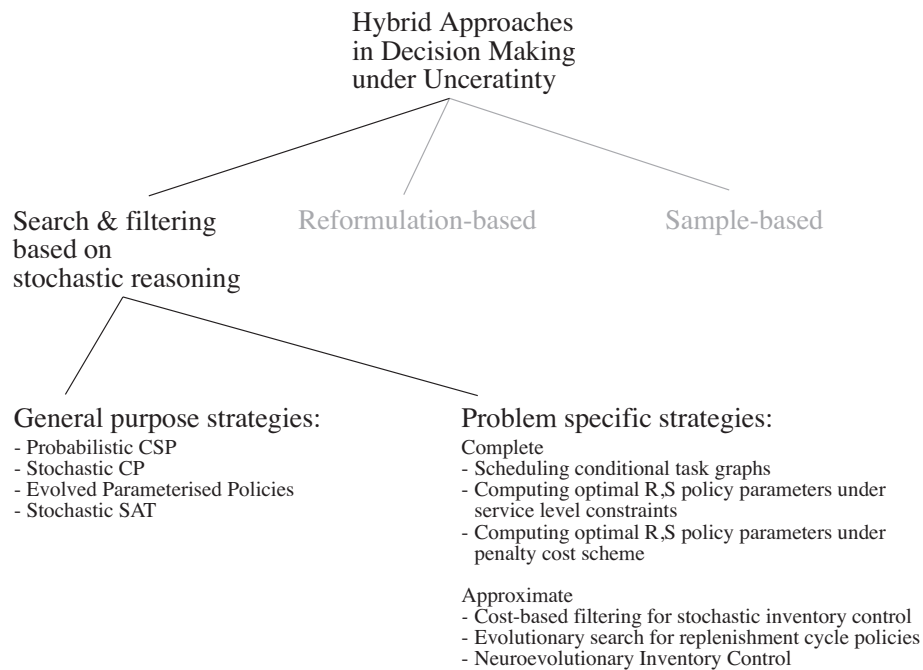 Hybrid Approaches
in Decision Making
under Unceratinty
Search & filtering
based on
stochastic reasoning
Reformulation-based
Sample-based
General purpose strategies:
- Probabilistic CSP
- Stochastic CP
- Evolved Parameterised Policies
- Stochastic SAT
Problem specific strategies:
Complete
- Scheduling conditional task graphs
- Computing optimal R,S policy parameters under
service level constraints
- Computing optimal R,S policy parameters under
penalty cost scheme
Approximate
- Cost-based filtering for stochastic inventory control
- Evolutionary search for replenishment cycle policies
- Neuroevolutionary Inventory Control